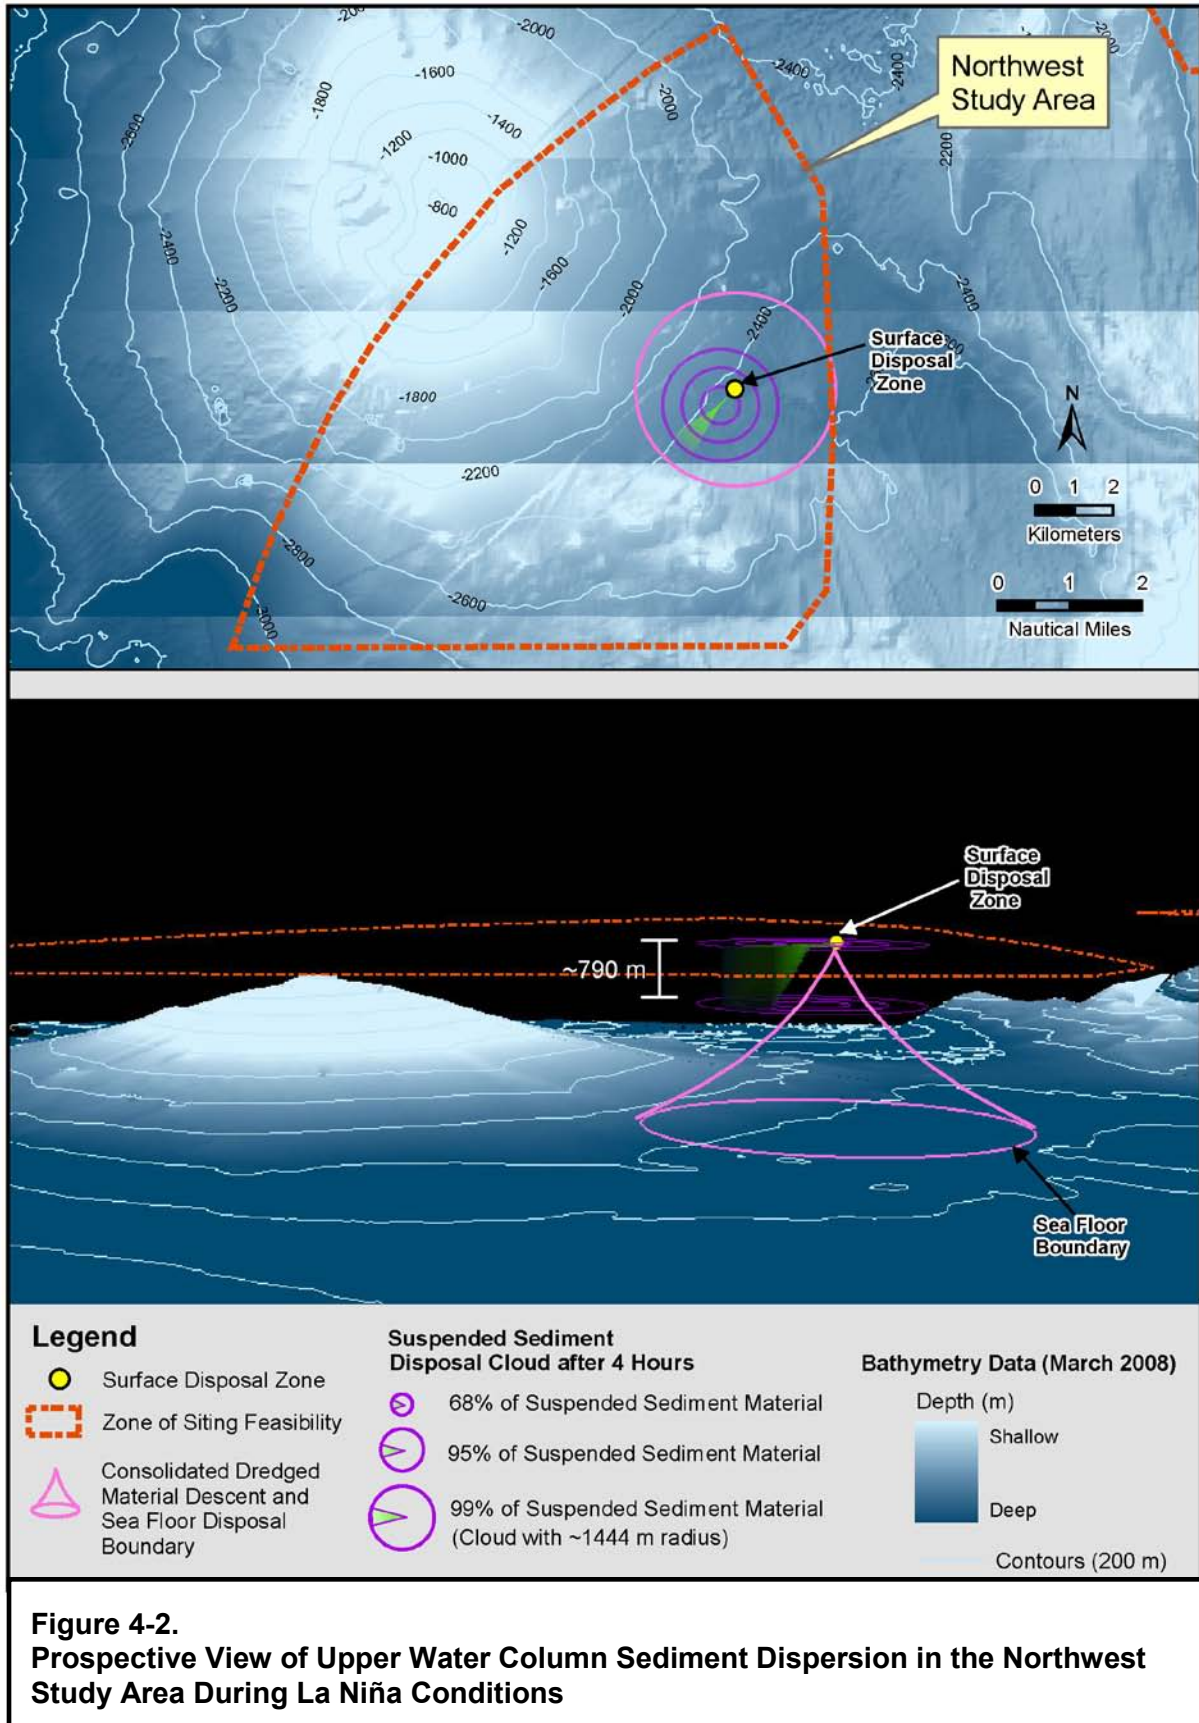 -2000
-2000
-2400
-2400
-2000
-1600
-1800
-1400
-2000
-2600
-1200
-1000
-800
-1200
-2200
Northwest
Study Area
-2400
-2200
-1600
-2000
-2400
-2400
Surface
Disposal
Zone
-1800
-2200
N
0 1 2
Kilometers
-2800
-2600
-3000
0 1 2
Nautical Miles
Surface
Disposal
Zone
~790 m
Sea Floor
Boundary
Legend
Surface Disposal Zone
Zone of Siting Feasibility
Consolidated Dredged
Material Descent and
Sea Floor Disposal
Boundary
Suspended Sediment
Disposal Cloud after 4 Hours
68% of Suspended Sediment Material
95% of Suspended Sediment Material
99% of Suspended Sediment Material
(Cloud with ~1444 m radius)
Bathymetry Data (March 2008)
Depth (m)
Shallow
Deep
Contours (200 m)
Figure 4-2.
Prospective View of Upper Water Column Sediment Dispersion in the Northwest
Study Area During La Niña Conditions